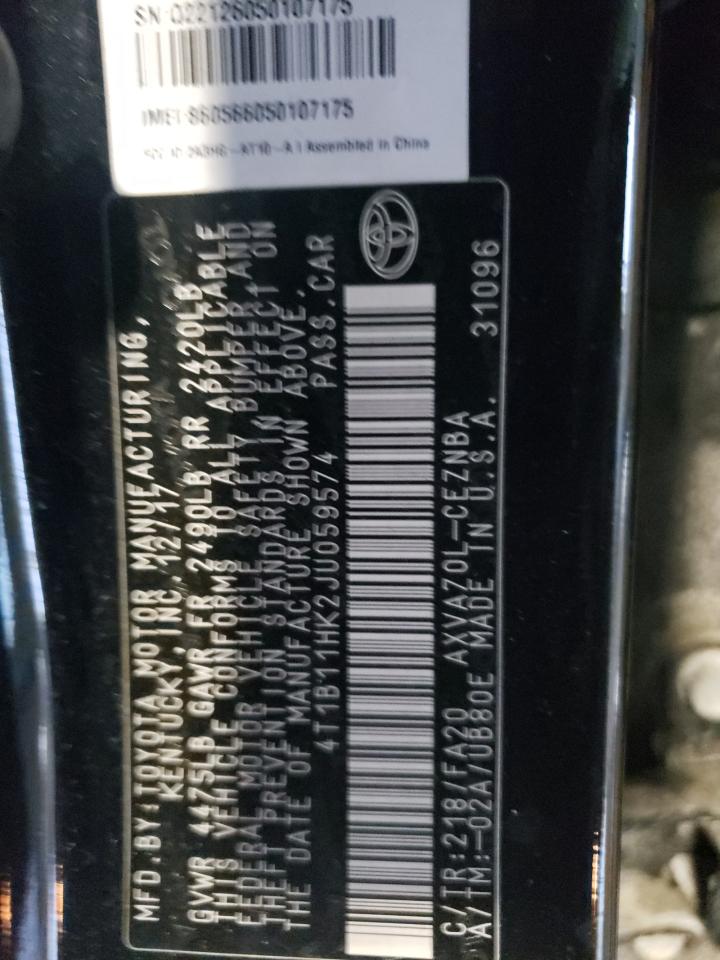 SN:Q22126050107175
IMEI:860566050107175
Assembled in China
MFD.BY:TOYOTA MOTOR MANUFACTURING,
KENTUCKY,INC.12/17
GVWR 4475LB GAWR FR 2490LB RR 2420LB
THIS VEHICLE CONFORMS TO ALL APPLICABLE
FEDERAL MOTOR VEHICLE SAFETY BUMPER,AND
THEFT PREVENTION STANDARDS IN EFFECT ON
THE DATE OF MANUFACTURE SHOWN ABOVE.
4T1B11HK2JU059574 PASS.CAR
C/TR:218/FA20 AXVA70L-CEZNBA
A/TM:-02A/UB80E MADE IN U.S.A. 31096